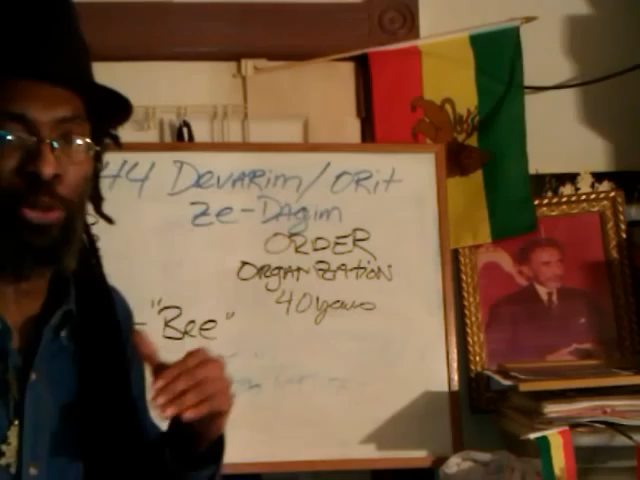 44 Devarim/Orit
Ze-Dagim
ORDER
ORGANIZATION
40 years
"Bee"